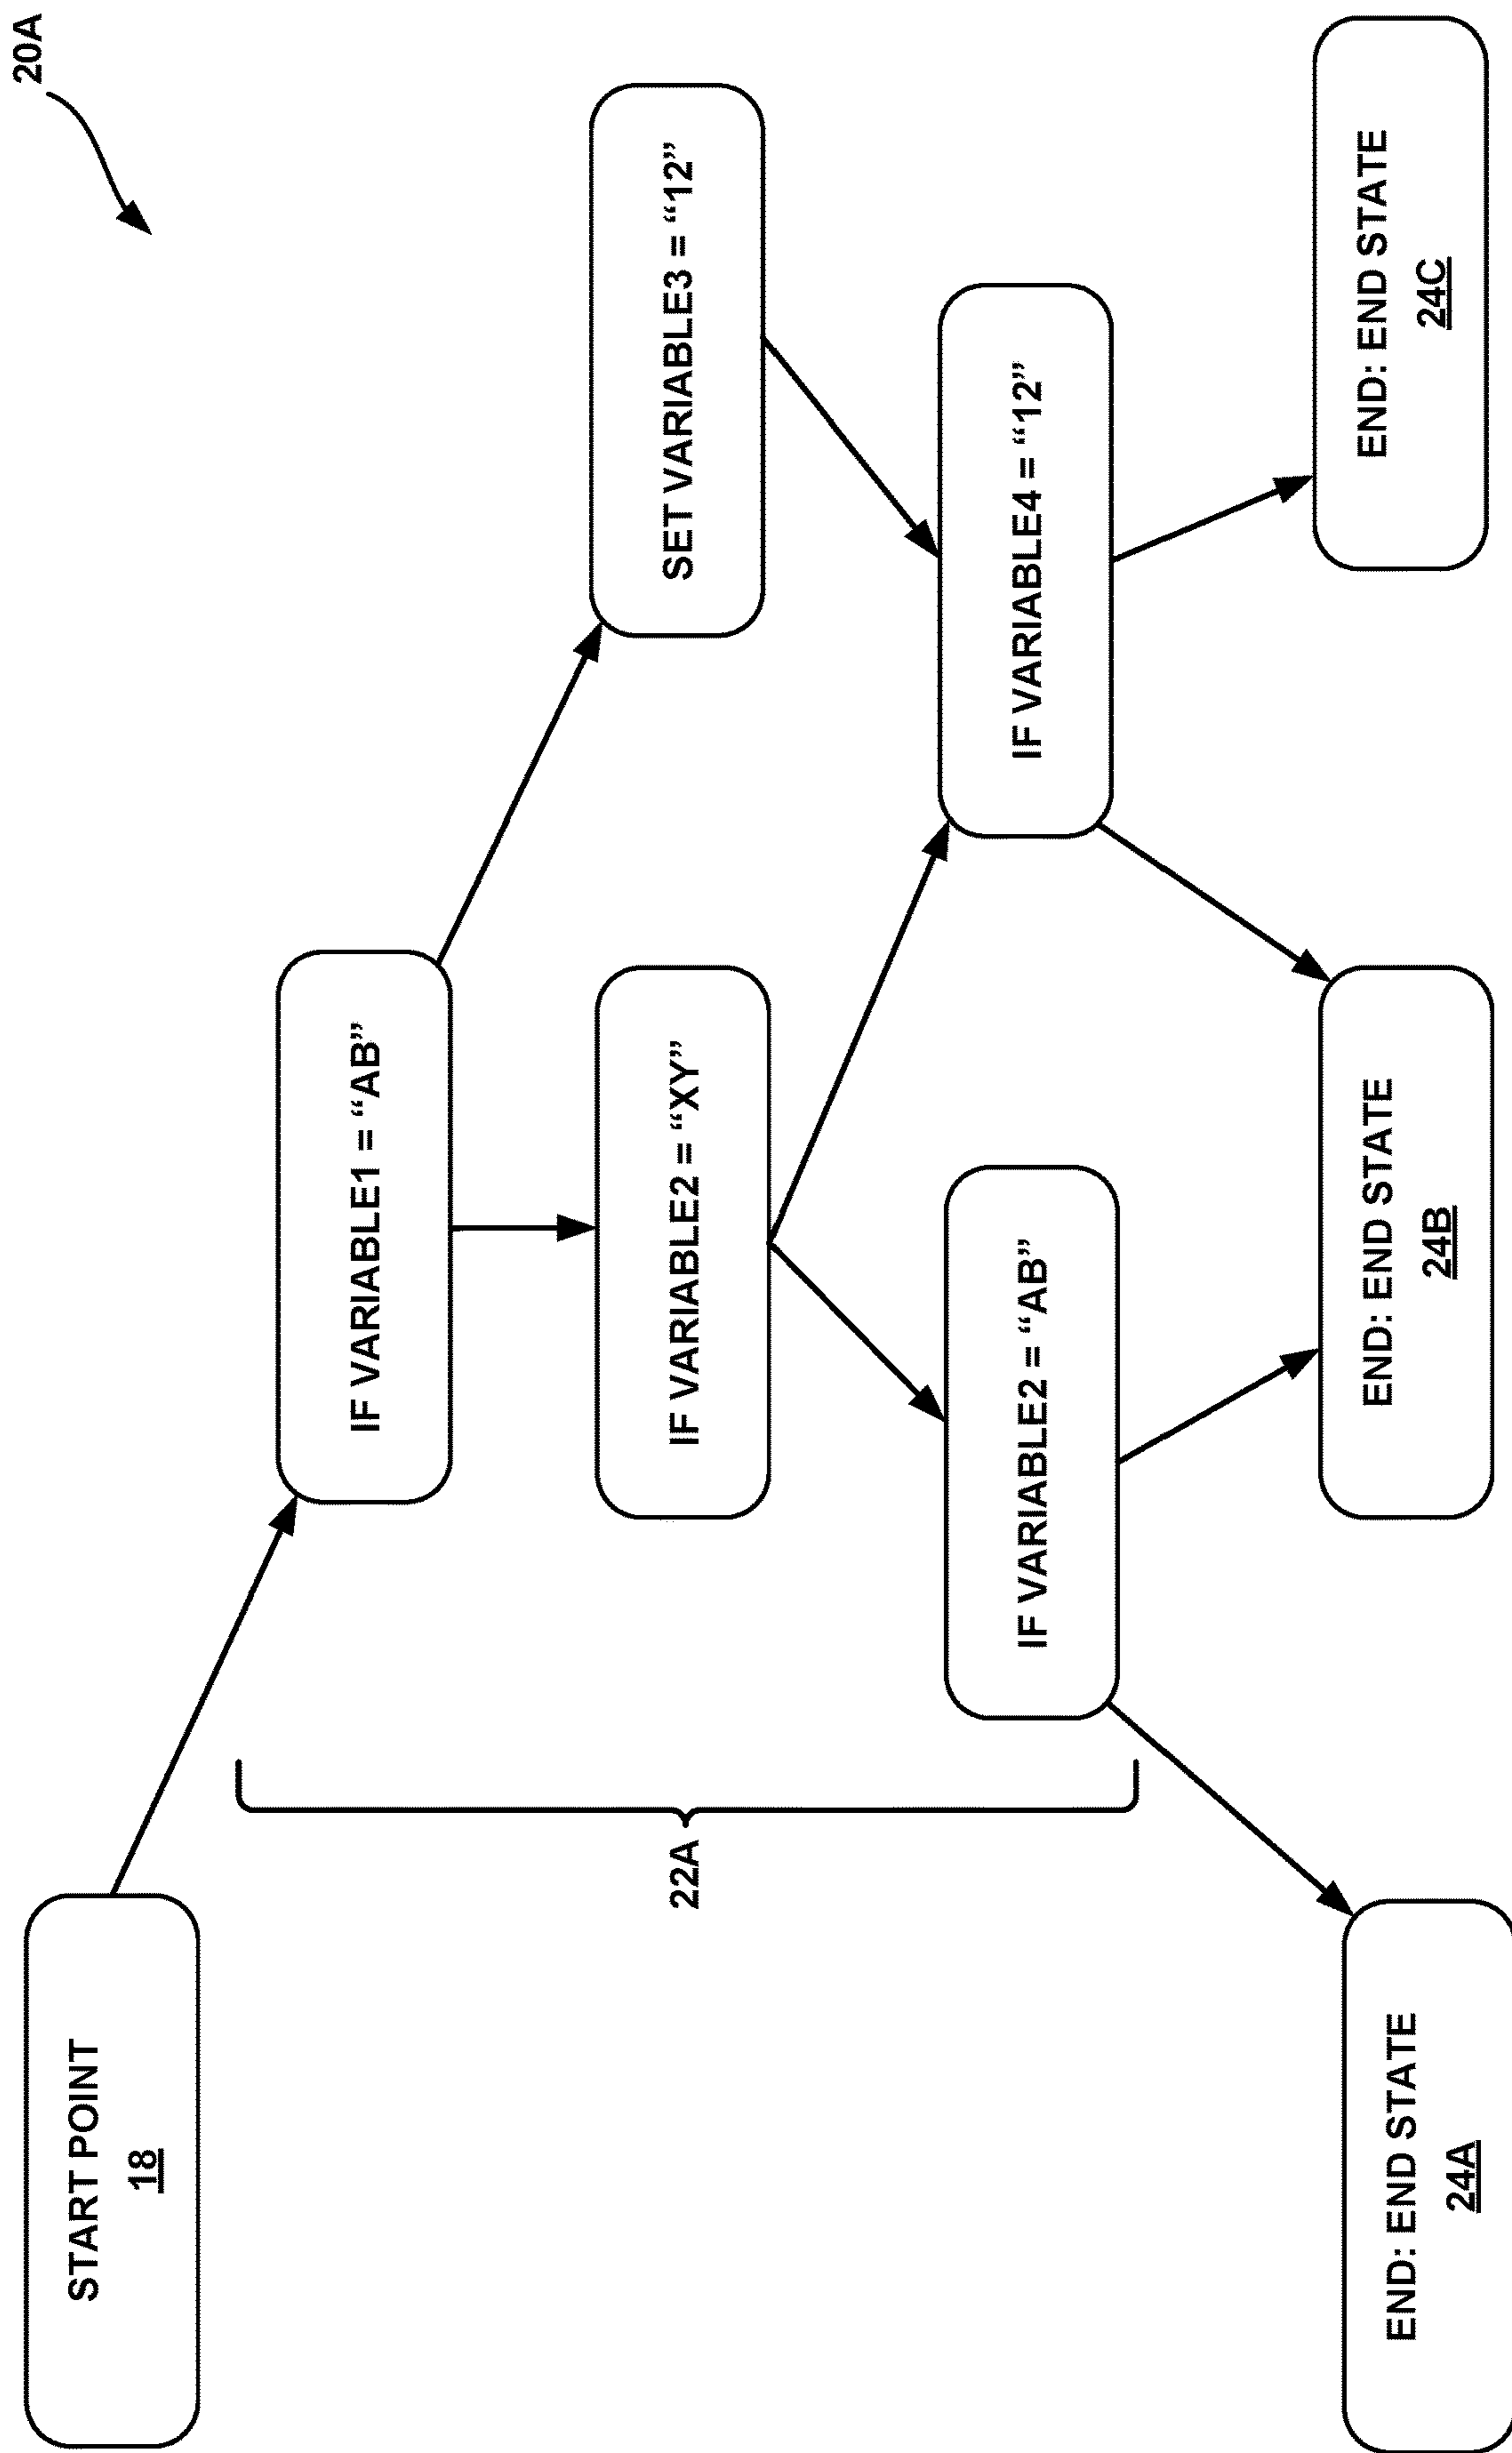 20A
START POINT
18
IF VARIABLE1 = “AB”
IF VARIABLE2 = “XY”
SET VARIABLE3 = “12”
22A
IF VARIABLE2 = “AB”
IF VARIABLE4 = “12”
END: END STATE
24A
END: END STATE
24B
END: END STATE
24C